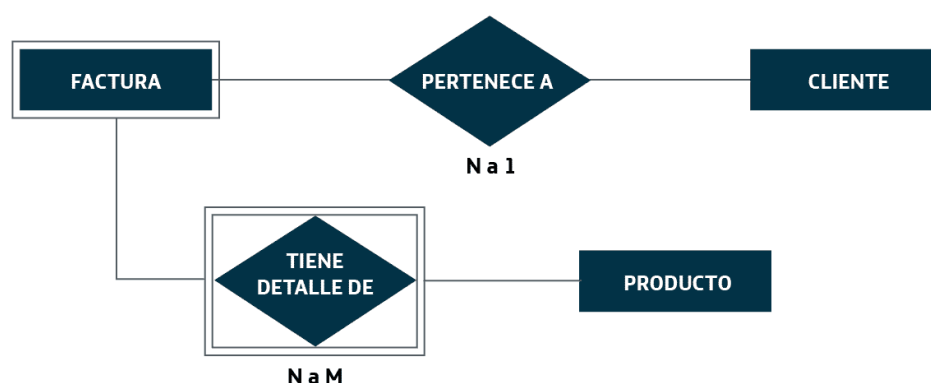 FACTURA
PERTENECE A
CLIENTE
N a 1
TIENE
DETALLE DE
PRODUCTO
N a M